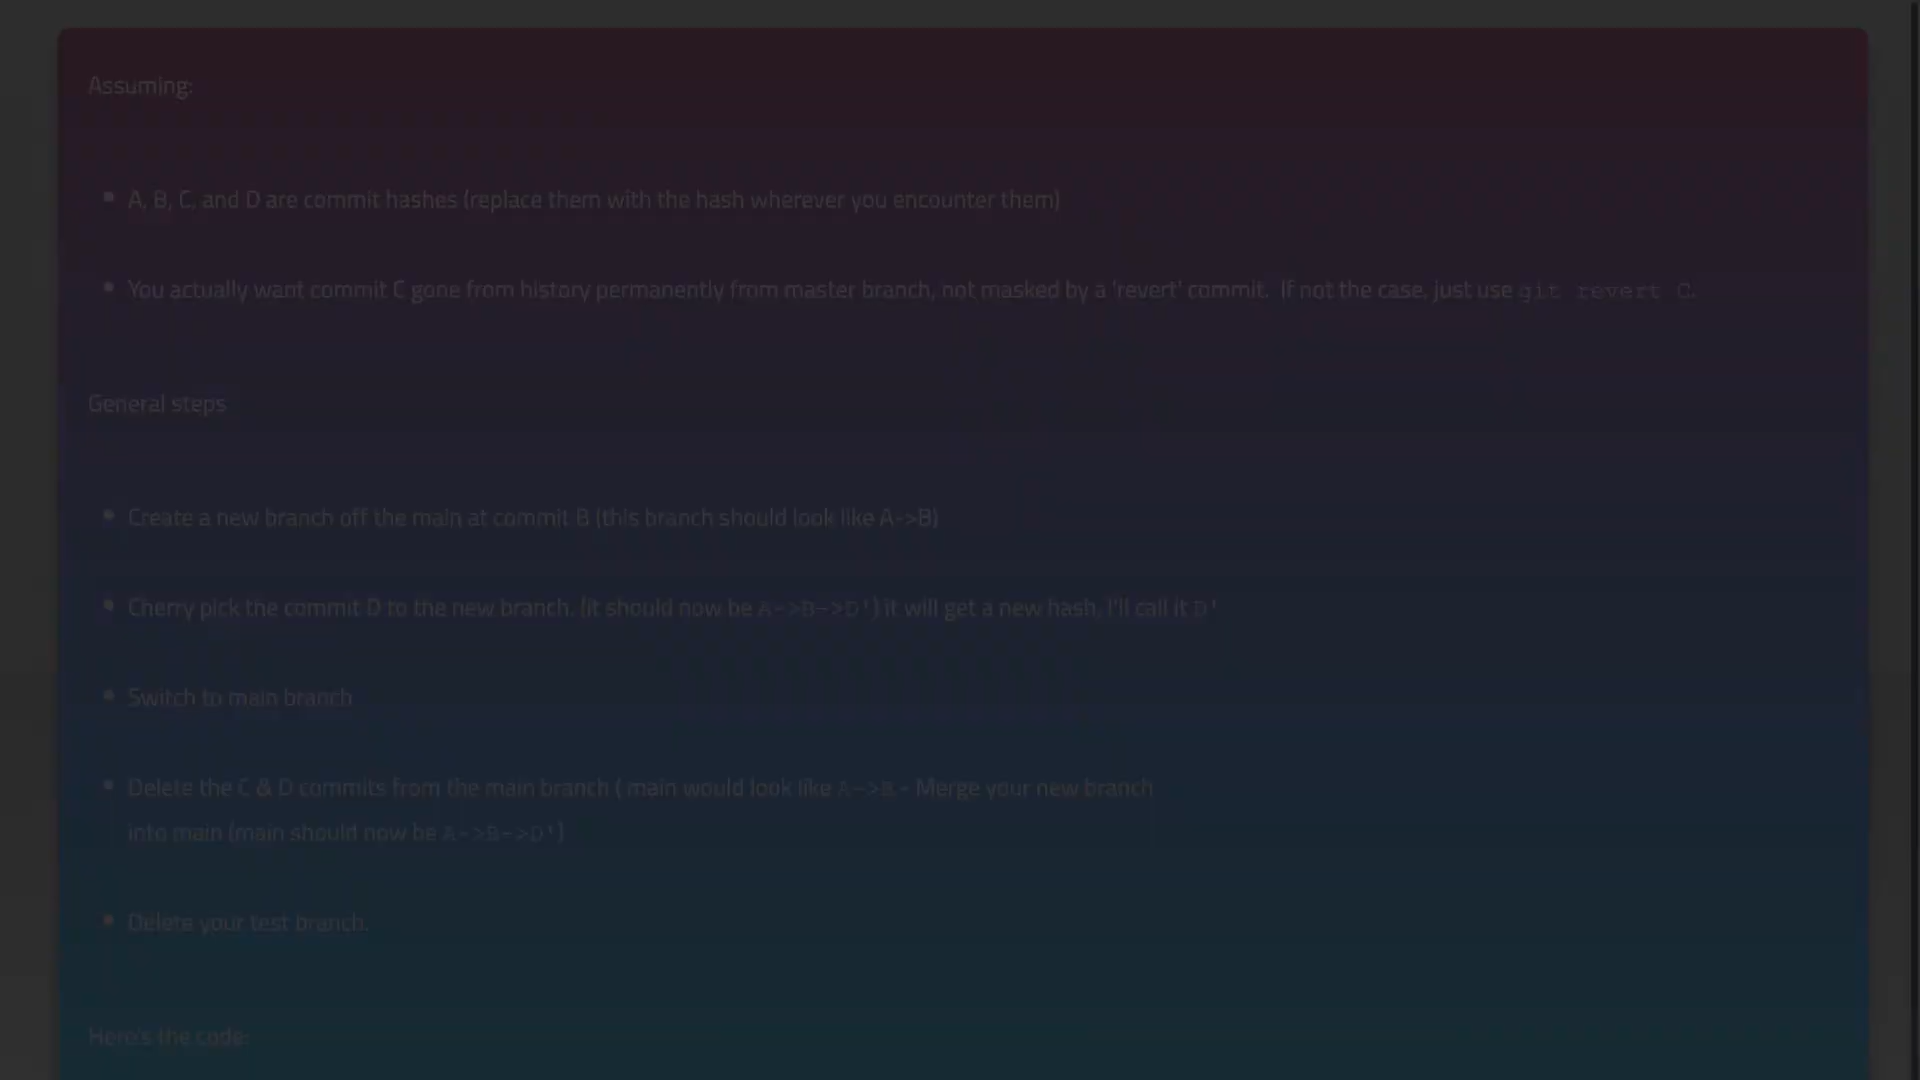 Assuming:
A, B, C, and D are commit hashes (replace them with the hash wherever you encounter them)
You actually want commit C gone from history permanently from master branch, not masked by a 'revert' commit. If not the case, just use git revert C.
General steps
Create a new branch off the main at commit B (this branch should look like A->B)
Cherry pick the commit D to the new branch. (it should now be A->B->D') it will get a new hash, I'll call it D'
Switch to main branch
Delete the C & D commits from the main branch ( main would look like A->B - Merge your new branch
into main (main should now be A->B->D')
Delete your test branch.
Here's the code: